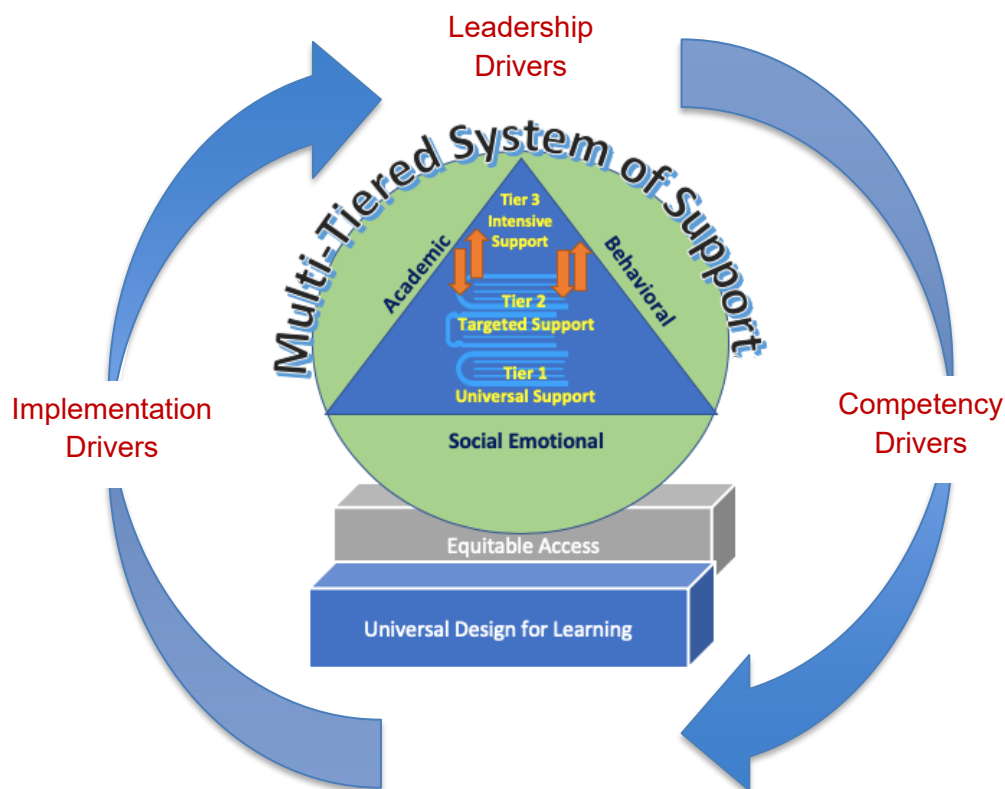 Leadership
Drivers
Multi-Tiered System of Support
Tier 3
Intensive
Support
Academic
Behavioral
Tier 2
Targeted Support
Tier 1
Universal Support
Implementation
Drivers
Competency
Drivers
Social Emotional
Equitable Access
Universal Design for Learning